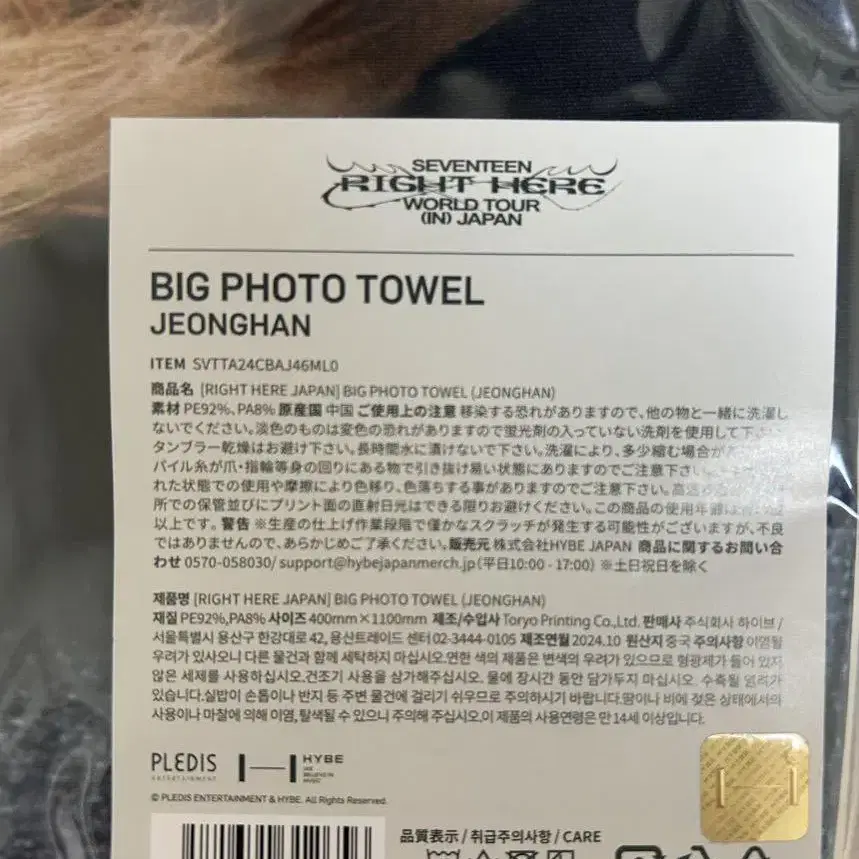 SEVENTEEN
RIGHT HERE
WORLD TOUR
(IN) JAPAN
BIG PHOTO TOWEL
JEONGHAN
ITEM SVTTA24CBAJ46ML0
商品名 [RIGHT HERE JAPAN] BIG PHOTO TOWEL (JEONGHAN)
素材 PE92%、PA8% 原産国 中国 ご使用上の注意 移染する恐れがありますので、他の物と一緒に洗濯し
ないでください。淡色のものは変色の恐れがありますので蛍光剤の入っていない洗剤を使用して下さい
タンブラー乾燥はお避け下さい。長時間水に漬けないで下さい。洗濯により、多少縮む場合が
パイル糸が爪・指輪等身の回りにある物で引き抜け易い状態にありますのでご注意下さい。
れた状態での使用や摩擦により色移り、色落ちする事がありますのでご注意下さい。高温
所での保管並びにプリント面の直射日光はできる限りお避けください。この商品の使用年齢は
以上です。 警告 ※生産の仕上げ作業段階で僅かなスクラッチが発生する可能性がございますが、不良
ではありませんので、あらかじめご了承ください。販売元 株式会社HYBE JAPAN 商品に関するお問い合
わせ 0570-058030/ support@hybejapanmerch.jp (平日10:00 - 17:00) ※土日祝日を除く
제품명 [RIGHT HERE JAPAN] BIG PHOTO TOWEL (JEONGHAN)
재질 PE92%,PA8% 사이즈 400mm×1100mm 제조/수입사 Toryo Printing Co.,Ltd. 판매사 주식회사 하이브 /
서울특별시 용산구 한강대로 42, 용산트레이드 센터 02-3444-0105 제조연월 2024.10 원산지 중국 주의사항 이염될
우려가 있사오니 다른 물건과 함께 세탁하지 마십시오.연한 색의 제품은 변색의 우려가 있으므로 형광제가 들어 있지
않은 세제를 사용하십시오.건조기 사용을 삼가해주십시오. 물에 장시간 동안 담가두지 마십시오. 수축될 염려가
있습니다.실밥이 손톱이나 반지 등 주변 물건에 걸리기 쉬우므로 주의하시기 바랍니다.땀이나 비에 젖은 상태에서의
사용이나 마찰에 의해 이염, 탈색될 수 있으니 주의해 주십시오.이 제품의 사용연령은 만 14세 이상입니다.
PLEDIS
ENTERTAINMENT
HYBE
WE
BELIEVE IN
MUSIC
© PLEDIS ENTERTAINMENT & HYBE. All Rights Reserved.
品質表示 / 취급주의사항 / CARE